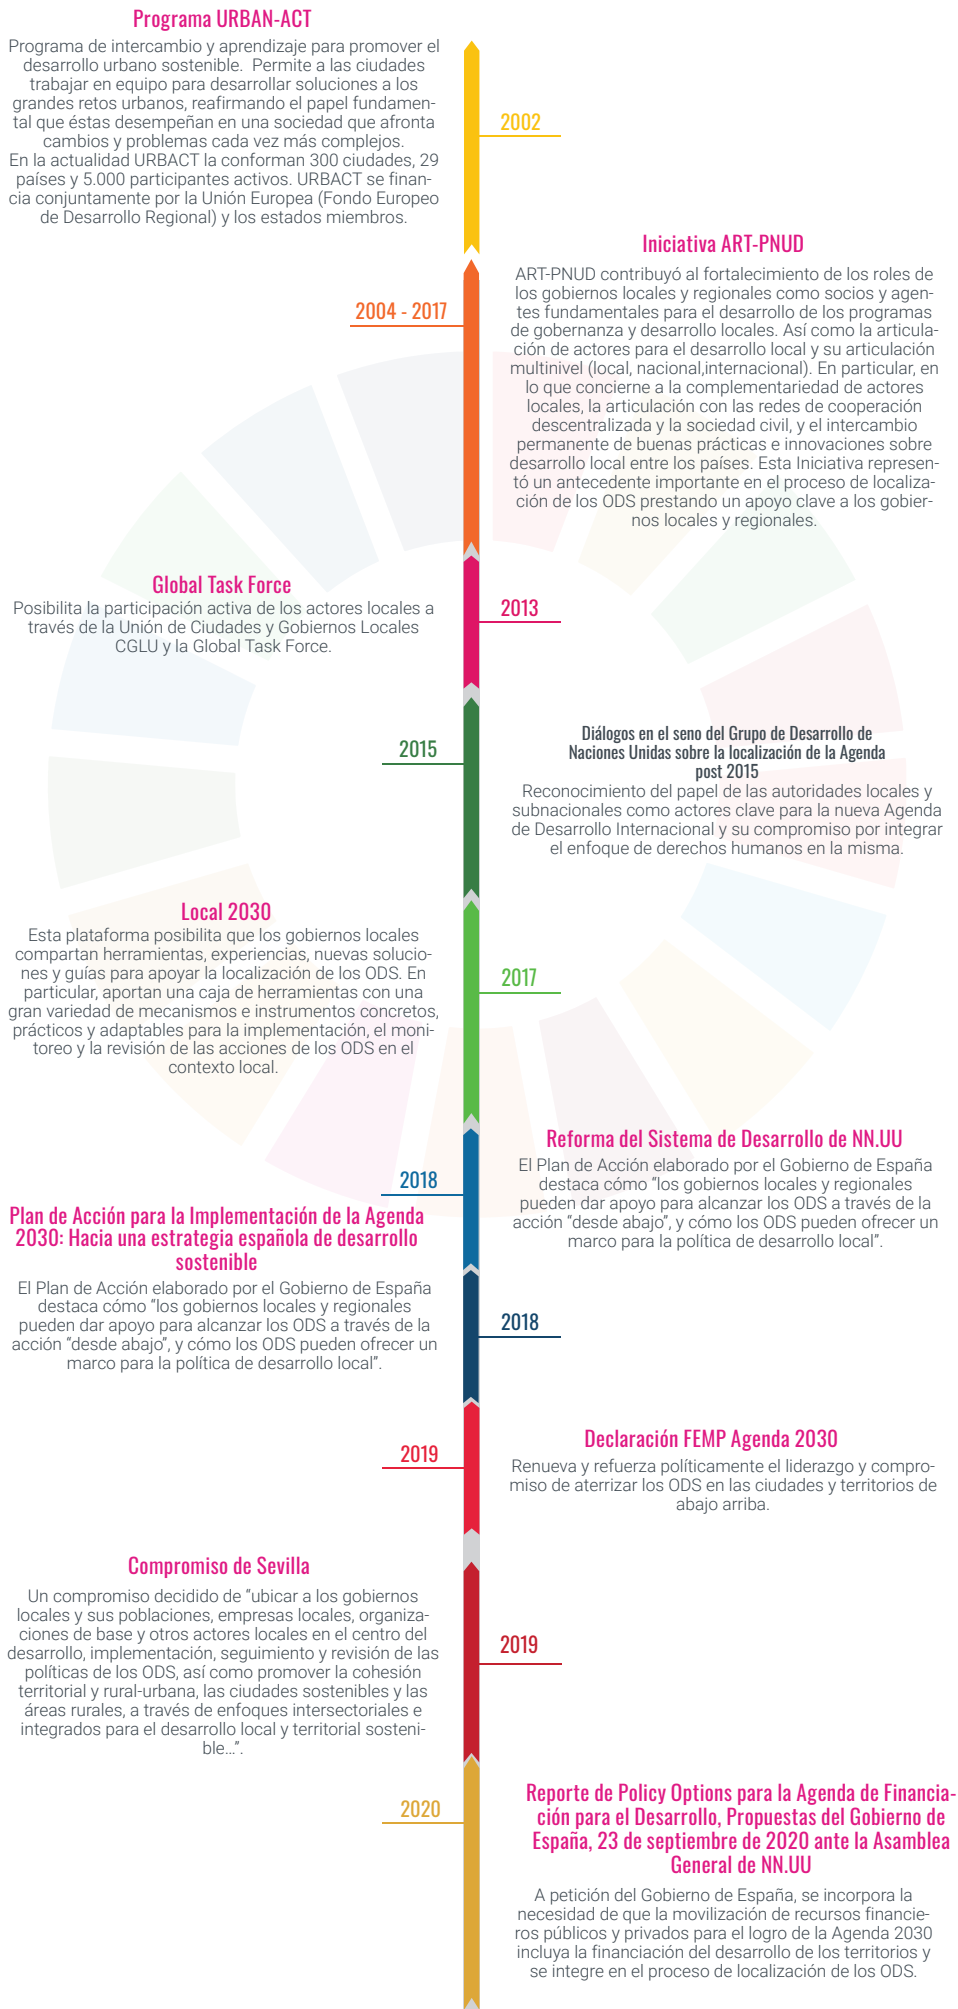 Programa URBAN-ACT
Programa de intercambio y aprendizaje para promover el
desarrollo urbano sostenible.  Permite a las ciudades
trabajar en equipo para desarrollar soluciones a los
grandes retos urbanos, reafirmando el papel fundamen-
tal que éstas desempeñan en una sociedad que afronta
cambios y problemas cada vez más complejos.
En la actualidad URBACT la conforman 300 ciudades, 29
países y 5.000 participantes activos. URBACT se finan-
cia conjuntamente por la Unión Europea (Fondo Europeo
de Desarrollo Regional) y los estados miembros.
2002
Iniciativa ART-PNUD
ART-PNUD contribuyó al fortalecimiento de los roles de
los gobiernos locales y regionales como socios y agen-
tes fundamentales para el desarrollo de los programas
de gobernanza y desarrollo locales. Así como la articula-
ción de actores para el desarrollo local y su articulación
multinivel (local, nacional,internacional). En particular, en
lo que concierne a la complementariedad de actores
locales, la articulación con las redes de cooperación
descentralizada y la sociedad civil, y el intercambio
permanente de buenas prácticas e innovaciones sobre
desarrollo local entre los países. Esta Iniciativa represen-
tó un antecedente importante en el proceso de localiza-
ción de los ODS prestando un apoyo clave a los gobier-
nos locales y regionales.
2004 - 2017
Global Task Force
Posibilita la participación activa de los actores locales a
través de la Unión de Ciudades y Gobiernos Locales
CGLU y la Global Task Force.
2013
2015
Diálogos en el seno del Grupo de Desarrollo de
Naciones Unidas sobre la localización de la Agenda
post 2015
Reconocimiento del papel de las autoridades locales y
subnacionales como actores clave para la nueva Agenda
de Desarrollo Internacional y su compromiso por integrar
el enfoque de derechos humanos en la misma.
Local 2030
Esta plataforma posibilita que los gobiernos locales
compartan herramientas, experiencias, nuevas solucio-
nes y guías para apoyar la localización de los ODS. En
particular, aportan una caja de herramientas con una
gran variedad de mecanismos e instrumentos concretos,
prácticos y adaptables para la implementación, el moni-
toreo y la revisión de las acciones de los ODS en el
contexto local.
2017
Reforma del Sistema de Desarrollo de NN.UU
El Plan de Acción elaborado por el Gobierno de España
destaca cómo “los gobiernos locales y regionales
pueden dar apoyo para alcanzar los ODS a través de la
acción “desde abajo”, y cómo los ODS pueden ofrecer un
marco para la política de desarrollo local”.
2018
Plan de Acción para la Implementación de la Agenda
2030: Hacia una estrategia española de desarrollo
sostenible
El Plan de Acción elaborado por el Gobierno de España
destaca cómo “los gobiernos locales y regionales
pueden dar apoyo para alcanzar los ODS a través de la
acción “desde abajo”, y cómo los ODS pueden ofrecer un
marco para la política de desarrollo local”.
2018
2019
Declaración FEMP Agenda 2030
Renueva y refuerza políticamente el liderazgo y compro-
miso de aterrizar los ODS en las ciudades y territorios de
abajo arriba.
Compromiso de Sevilla
Un compromiso decidido de “ubicar a los gobiernos
locales y sus poblaciones, empresas locales, organiza-
ciones de base y otros actores locales en el centro del
desarrollo, implementación, seguimiento y revisión de las
políticas de los ODS, así como promover la cohesión
territorial y rural-urbana, las ciudades sostenibles y las
áreas rurales, a través de enfoques intersectoriales e
integrados para el desarrollo local y territorial sosteni-
ble...”.
2019
2020
Reporte de Policy Options para la Agenda de Financia-
ción para el Desarrollo, Propuestas del Gobierno de
España, 23 de septiembre de 2020 ante la Asamblea
General de NN.UU
A petición del Gobierno de España, se incorpora la
necesidad de que la movilización de recursos financie-
ros públicos y privados para el logro de la Agenda 2030
incluya la financiación del desarrollo de los territorios y
se integre en el proceso de localización de los ODS.